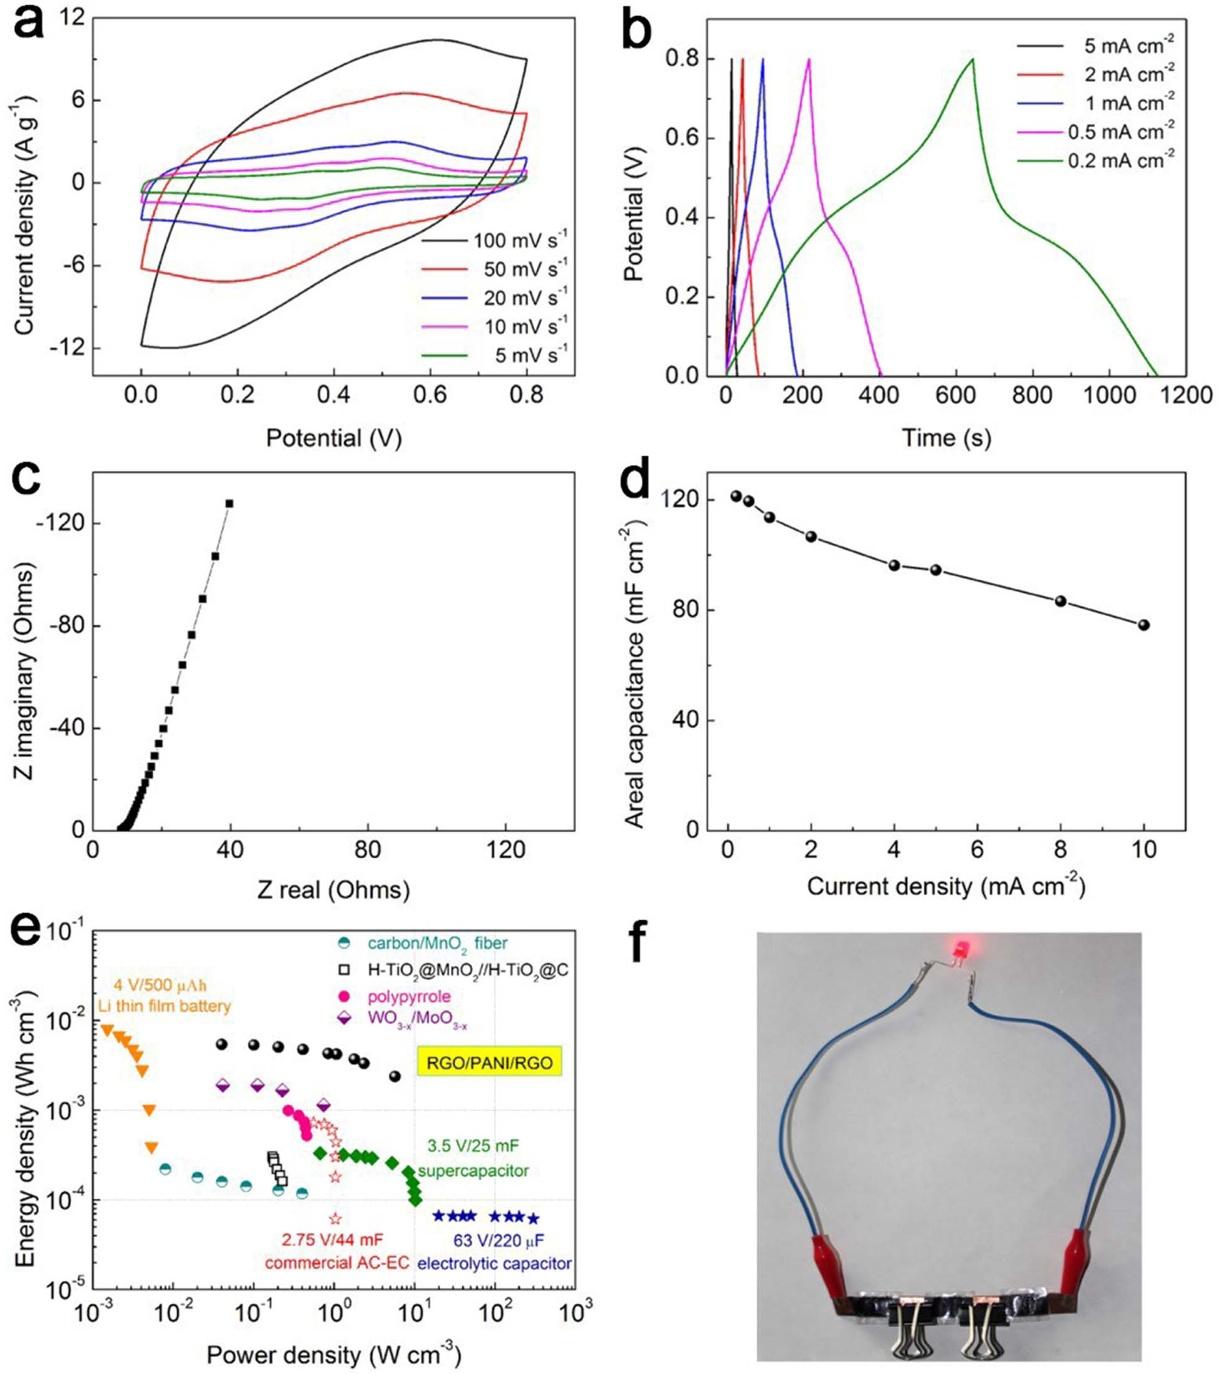 a
12
6
0
-6
-12
Current density (A g⁻¹)
100 mV s⁻¹
50 mV s⁻¹
20 mV s⁻¹
10 mV s⁻¹
5 mV s⁻¹
0.0 0.2 0.4 0.6 0.8
Potential (V)
b
0.8
0.6
0.4
0.2
0.0
Potential (V)
5 mA cm⁻²
2 mA cm⁻²
1 mA cm⁻²
0.5 mA cm⁻²
0.2 mA cm⁻²
0 200 400 600 800 1000 1200
Time (s)
c
-120
-80
-40
0
Z imaginary (Ohms)
0 40 80 120
Z real (Ohms)
d
120
80
40
0
Areal capacitance (mF cm⁻²)
0 2 4 6 8 10
Current density (mA cm⁻²)
e
10⁻¹
10⁻²
10⁻³
10⁻⁴
10⁻⁵
Energy density (Wh cm⁻³)
carbon/MnO₂ fiber
H-TiO₂@MnO₂//H-TiO₂@C
polypyrrole
WO₃₋ₓ/MoO₃₋ₓ
4 V/500 μAh
Li thin film battery
RGO/PANI/RGO
3.5 V/25 mF
supercapacitor
2.75 V/44 mF
commercial AC-EC
63 V/220 μF
electrolytic capacitor
10⁻³ 10⁻² 10⁻¹ 10⁰ 10¹ 10² 10³
Power density (W cm⁻³)
f